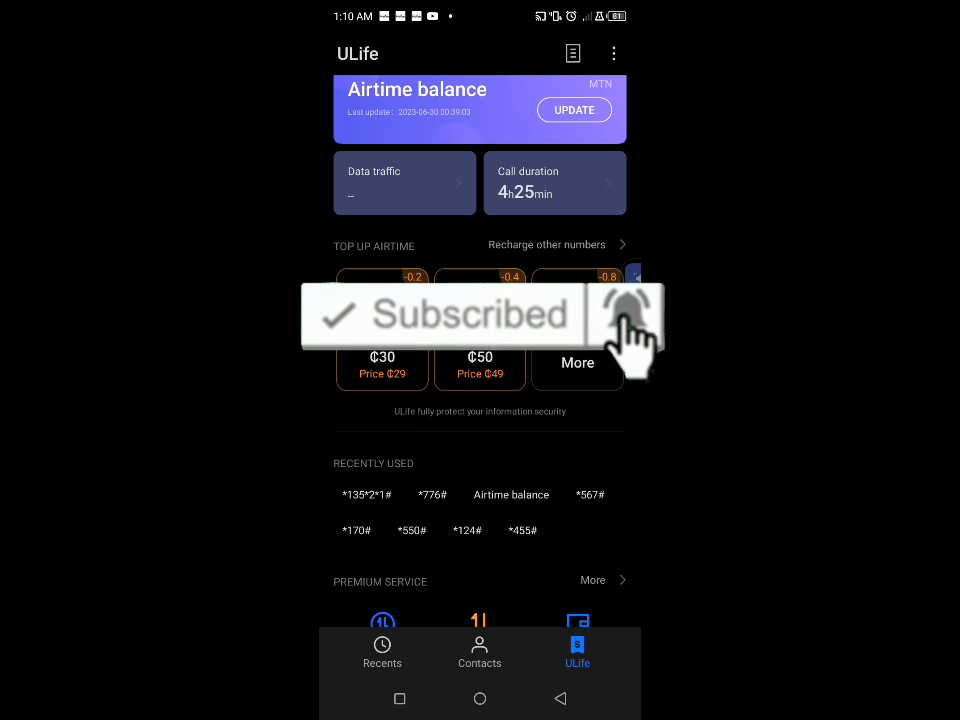 1:10 AM
81
ULife
Airtime balance
MTN
Last update: 2023-06-30 00:39:03
UPDATE
Data traffic
--
Call duration
4h25min
TOP UP AIRTIME
Recharge other numbers
-0.2
-0.4
-0.8
Subscribed
₵30
₵50
More
Price ₵29
Price ₵49
ULife fully protect your information security
RECENTLY USED
*135*2*1#
*776#
Airtime balance
*567#
*170#
*550#
*124#
*455#
PREMIUM SERVICE
More
Recents
Contacts
ULife